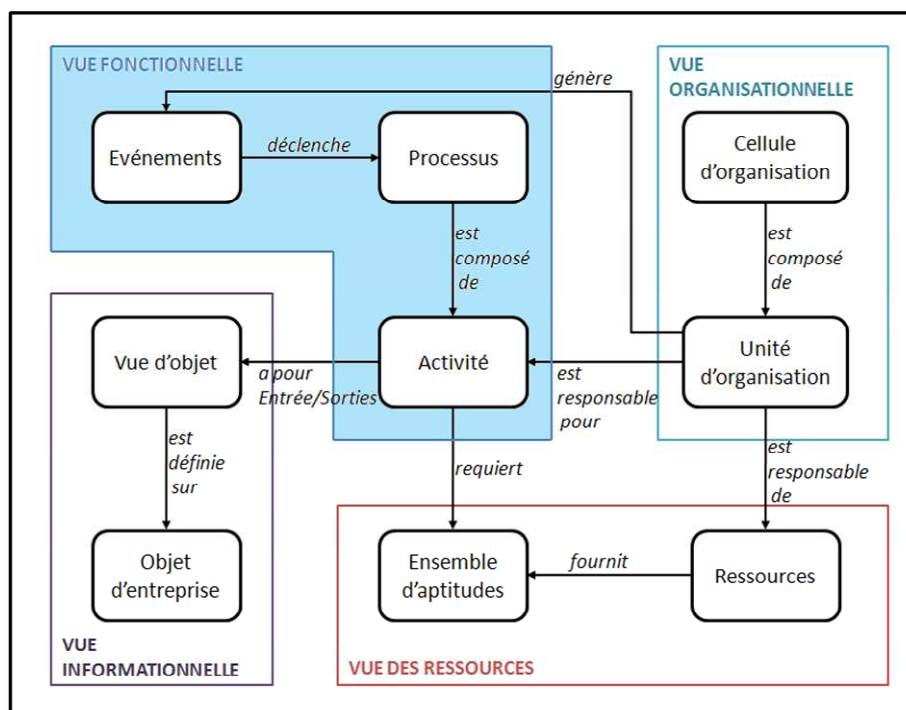 VUE FONCTIONNELLE
génère
VUE
ORGANISATIONNELLE
Evénements
déclenche
Processus
Cellule
d'organisation
est
composé
de
est
composé
de
Vue d'objet
a pour
Entrée/Sorties
Activité
est
responsable
pour
Unité
d'organisation
est
définie
sur
requiert
est
responsable
de
Objet
d'entreprise
Ensemble
d'aptitudes
fournit
Ressources
VUE
INFORMATIONNELLE
VUE DES RESSOURCES